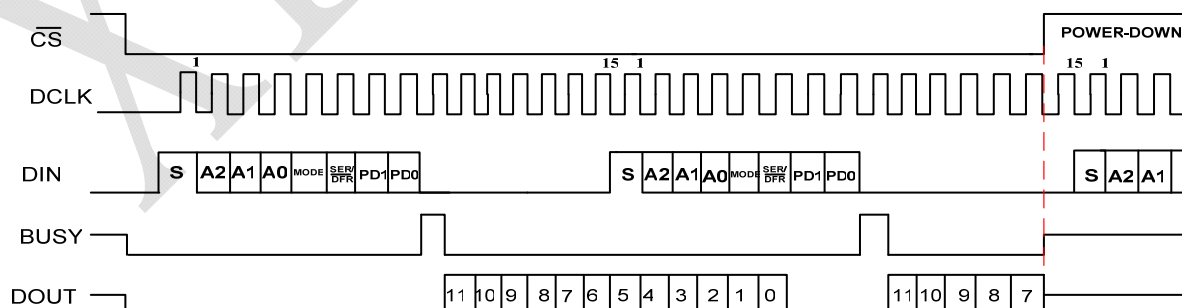 CS POWER-DOWN
1 15 1 15 1
DCLK
DIN S A2 A1 A0 MODE SER/DFR PD1 PD0 S A2 A1 A0 MODE SER/DFR PD1 PD0 S A2 A1
BUSY
DOUT 11 10 9 8 7 6 5 4 3 2 1 0 11 10 9 8 7